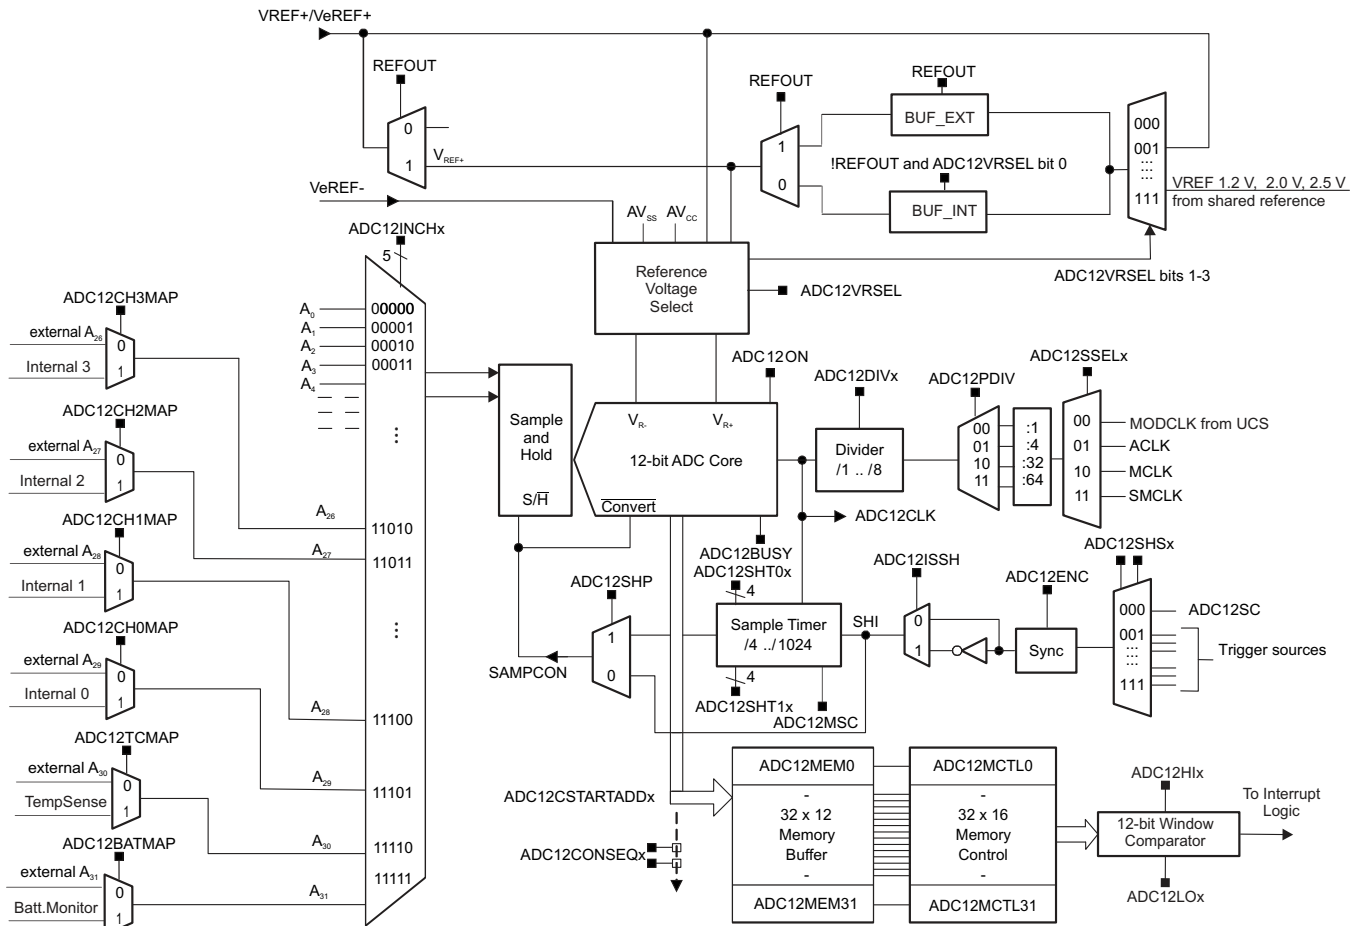 VREF+/VeREF+
REFOUT
0
1
VREF+
REFOUT
1
0
REFOUT
BUF_EXT
!REFOUT and ADC12VRSEL bit 0
BUF_INT
000
001
:::
:::
111
VREF 1.2 V, 2.0 V, 2.5 V
from shared reference
ADC12VRSEL bits 1-3
VeREF-
AVSS
AVCC
Reference
Voltage
Select
ADC12VRSEL
ADC12INCHx
5
A0
00000
A1
00001
A2
00010
A3
00011
A4
⋮
ADC12CH3MAP
external A26
0
Internal 3
1
ADC12CH2MAP
external A27
0
Internal 2
1
ADC12CH1MAP
external A28
0
Internal 1
1
ADC12CH0MAP
external A29
0
Internal 0
1
ADC12TCMAP
external A30
0
TempSense
1
ADC12BATMAP
external A31
0
Batt.Monitor
1
A26
11010
A27
11011
⋮
A28
11100
A29
11101
A30
11110
11111
A31
Sample
and
Hold
S/H̅
ADC12ON
VR-
VR+
12-bit ADC Core
Convert
ADC12DIVx
Divider
/1 .. /8
ADC12PDIV
00
01
10
11
:1
:4
:32
:64
ADC12SSELx
00
01
10
11
MODCLK from UCS
ACLK
MCLK
SMCLK
ADC12CLK
ADC12BUSY
ADC12SHT0x
4
Sample Timer
/4 ../1024
4
ADC12SHT1x
ADC12MSC
SHI
ADC12SHP
1
0
SAMPCON
ADC12ISSH
0
1
ADC12ENC
Sync
ADC12SHSx
000
001
:::
:::
111
ADC12SC
Trigger sources
ADC12CSTARTADDx
ADC12CONSEQx
ADC12MEM0
-
32 x 12
Memory
Buffer
-
ADC12MEM31
ADC12MCTL0
-
32 x 16
Memory
Control
-
ADC12MCTL31
ADC12HIx
12-bit Window
Comparator
ADC12LOx
To Interrupt
Logic